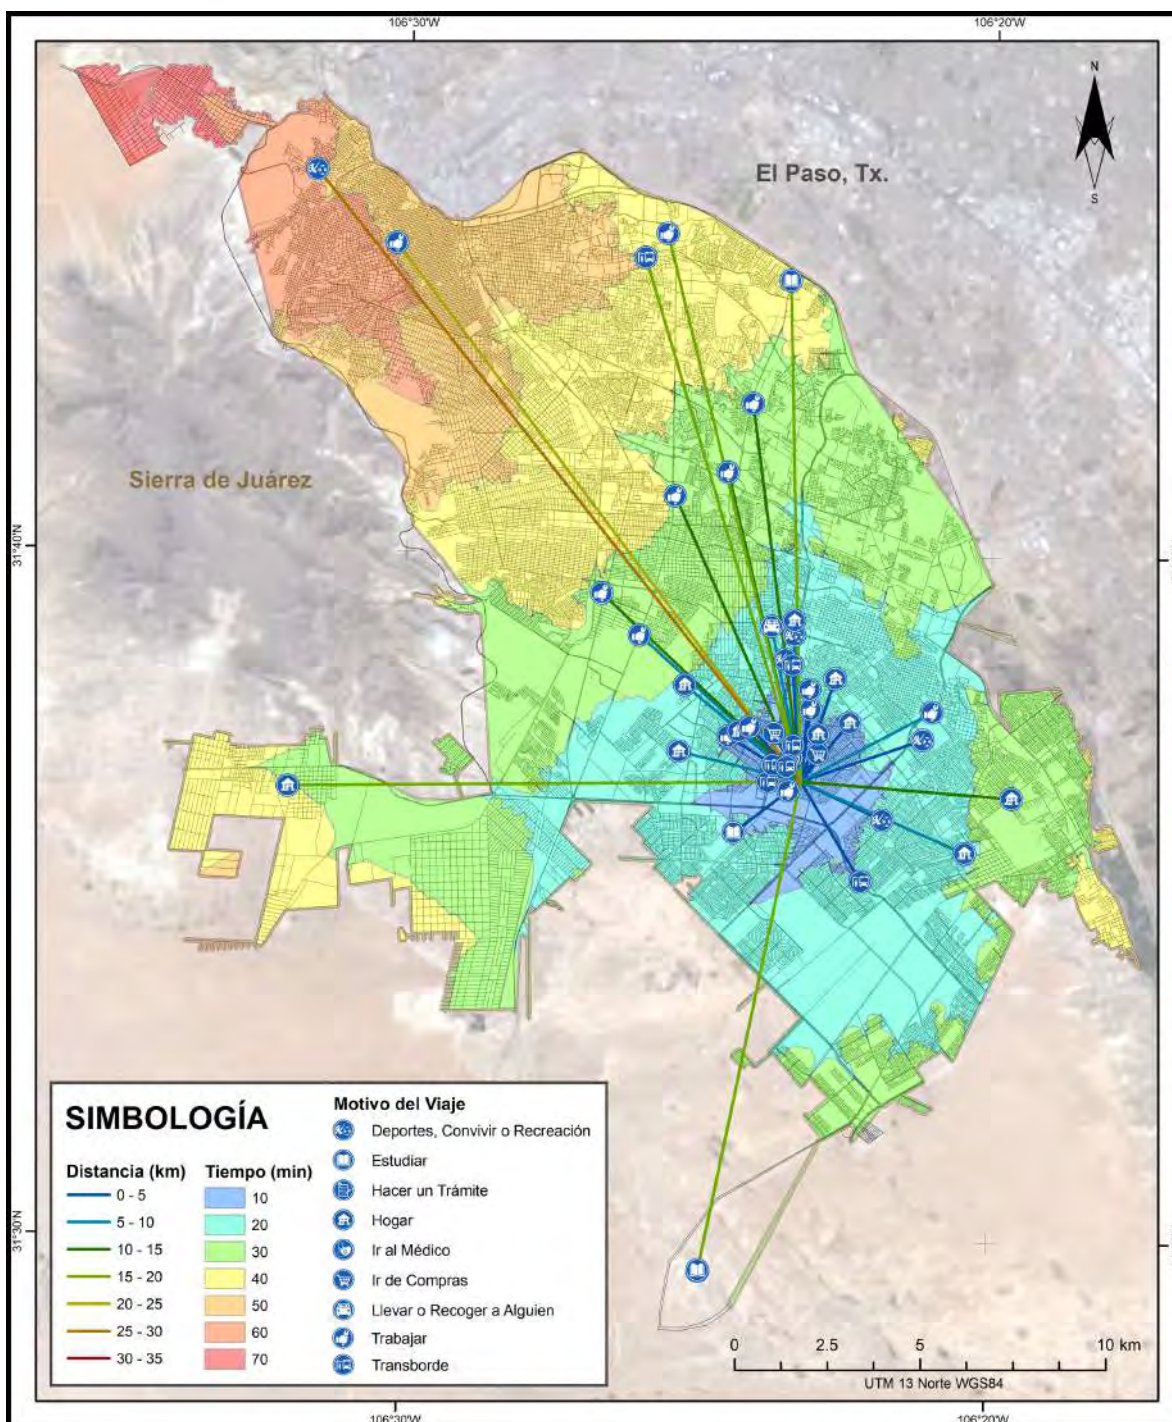 106°30'W
106°20'W
N
S
El Paso, Tx.
Sierra de Juárez
31°40'N
31°30'N
SIMBOLOGÍA
Distancia (km)
0 - 5
5 - 10
10 - 15
15 - 20
20 - 25
25 - 30
30 - 35
Tiempo (min)
10
20
30
40
50
60
70
Motivo del Viaje
Deportes, Convivir o Recreación
Estudiar
Hacer un Trámite
Hogar
Ir al Médico
Ir de Compras
Llevar o Recoger a Alguien
Trabajar
Transborde
0 2.5 5 10 km
UTM 13 Norte WGS84
106°30'W
106°20'W